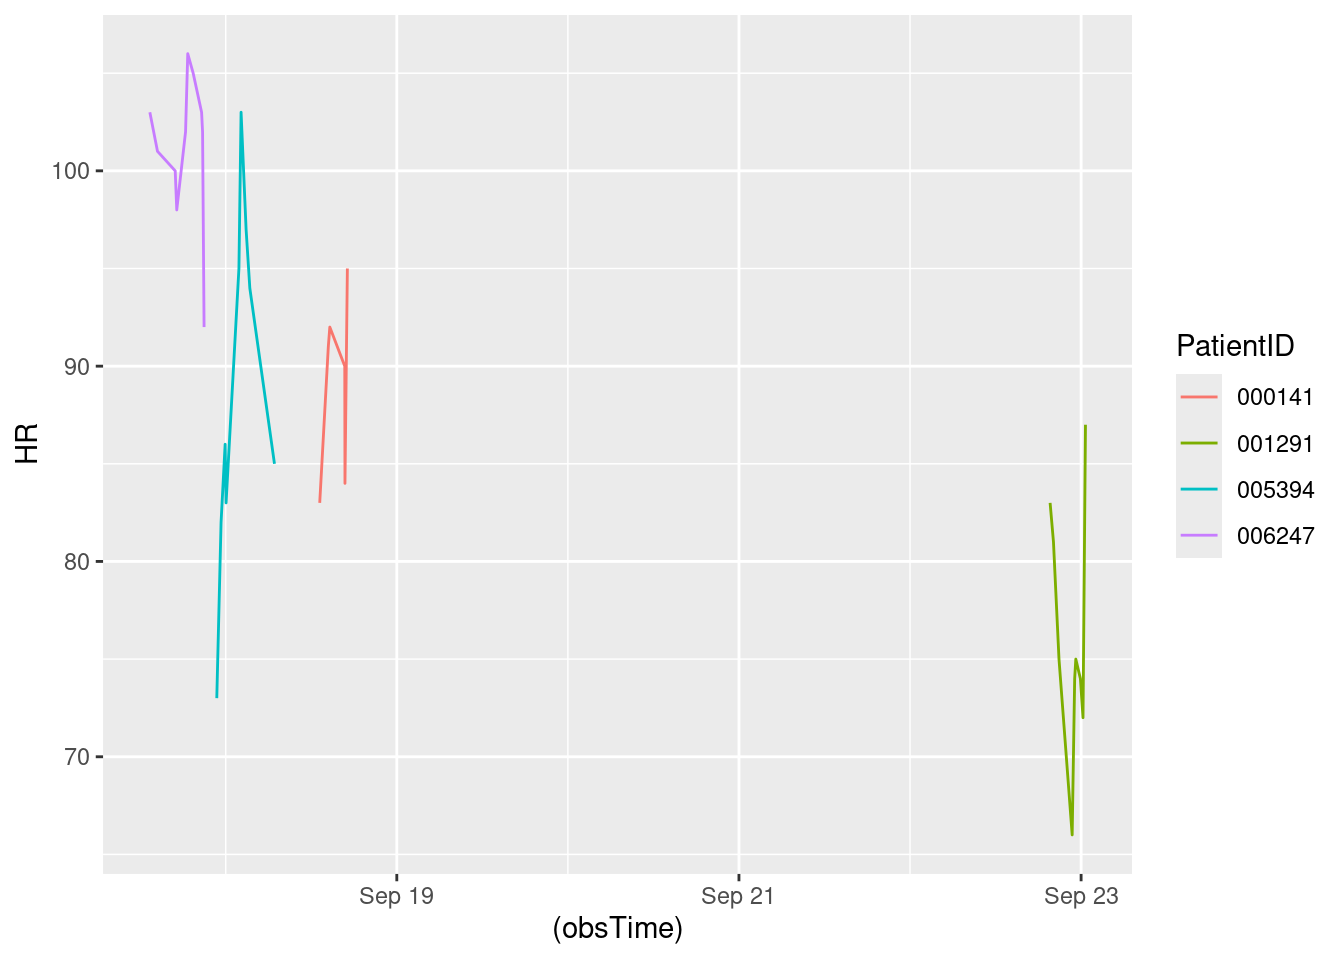 100
90
80
70
HR
Sep 19
Sep 21
Sep 23
(obsTime)
PatientID
000141
001291
005394
006247